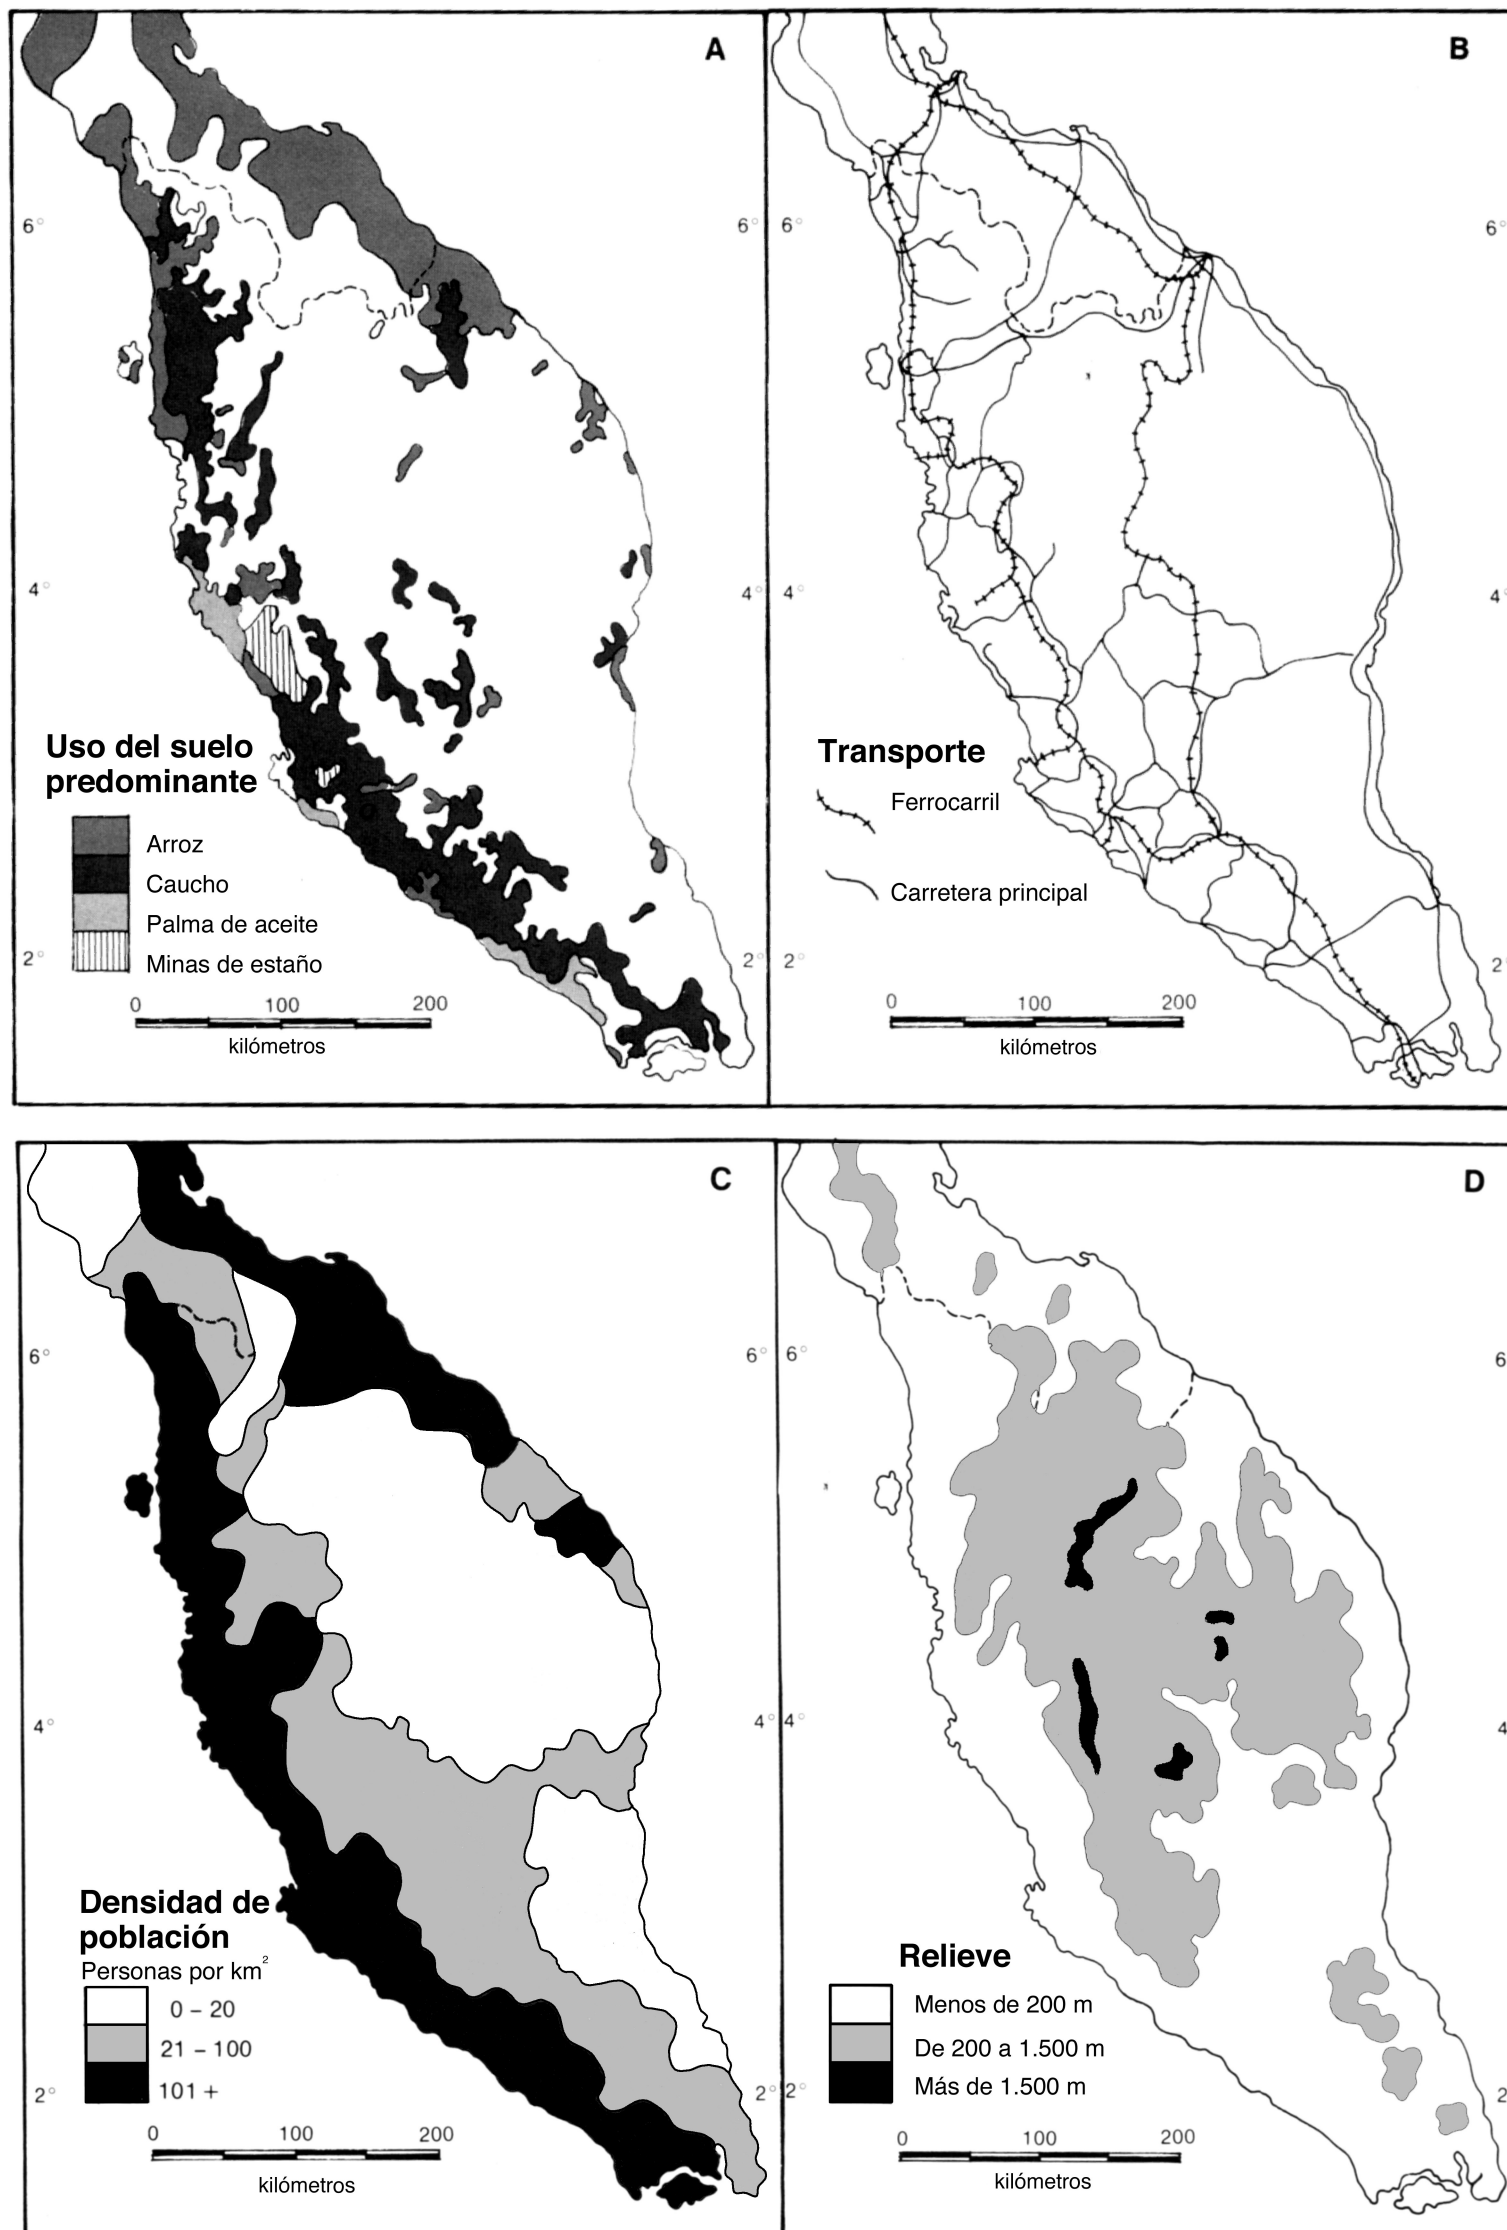 A
6°
6°
4°
4°
2°
2°
Uso del suelo
predominante
Arroz
Caucho
Palma de aceite
Minas de estaño
0 100 200
kilómetros
B
6°
6°
4°
4°
2°
2°
Transporte
Ferrocarril
Carretera principal
0 100 200
kilómetros
C
6°
6°
4°
4°
2°
2°
Densidad de
población
Personas por km²
0 – 20
21 – 100
101 +
0 100 200
kilómetros
D
6°
6
4°
4
2°
2
Relieve
Menos de 200 m
De 200 a 1.500 m
Más de 1.500 m
0 100 200
kilómetros